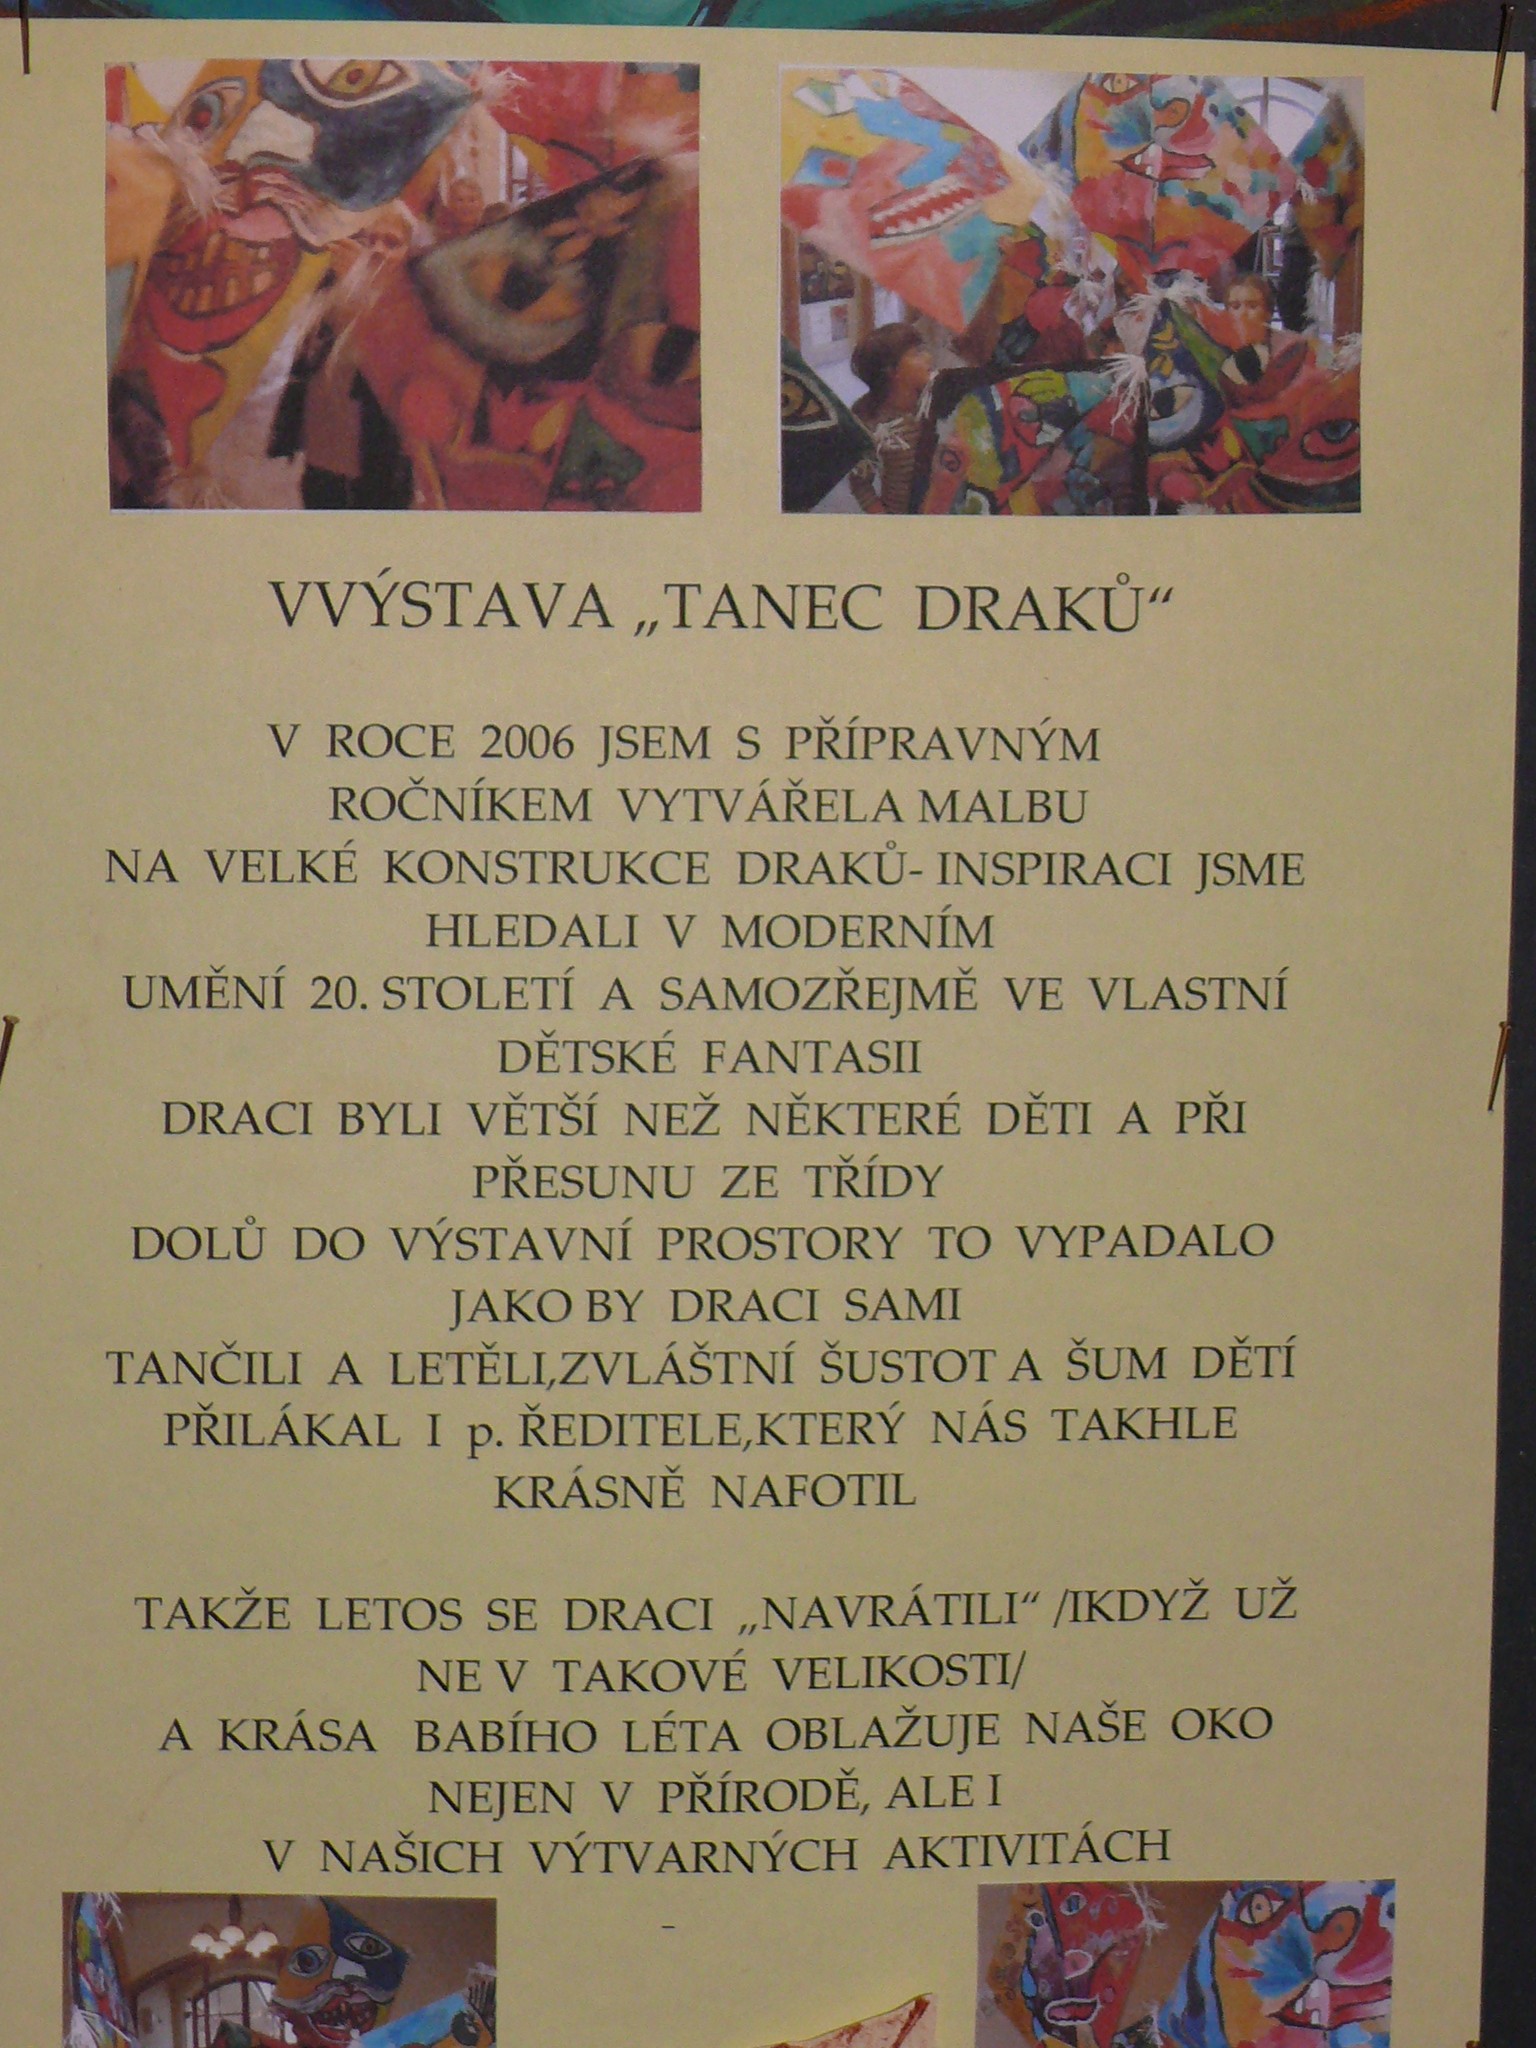 VVÝSTAVA „TANEC DRAKŮ“
V ROCE 2006 JSEM S PŘÍPRAVNÝM
ROČNÍKEM VYTVÁŘELA MALBU
NA VELKÉ KONSTRUKCE DRAKŮ- INSPIRACI JSME
HLEDALI V MODERNÍM
UMĚNÍ 20. STOLETÍ A SAMOZŘEJMĚ VE VLASTNÍ
DĚTSKÉ FANTASII
DRACI BYLI VĚTŠÍ NEŽ NĚKTERÉ DĚTI A PŘI
PŘESUNU ZE TŘÍDY
DOLŮ DO VÝSTAVNÍ PROSTORY TO VYPADALO
JAKO BY DRACI SAMI
TANČILI A LETĚLI,ZVLÁŠTNÍ ŠUSTOT A ŠUM DĚTÍ
PŘILÁKAL I p. ŘEDITELE,KTERÝ NÁS TAKHLE
KRÁSNĚ NAFOTIL
TAKŽE LETOS SE DRACI „NAVRÁTILI“ /IKDYŽ UŽ
NE V TAKOVÉ VELIKOSTI/
A KRÁSA BABÍHO LÉTA OBLAŽUJE NAŠE OKO
NEJEN V PŘÍRODĚ, ALE I
V NAŠICH VÝTVARNÝCH AKTIVITÁCH